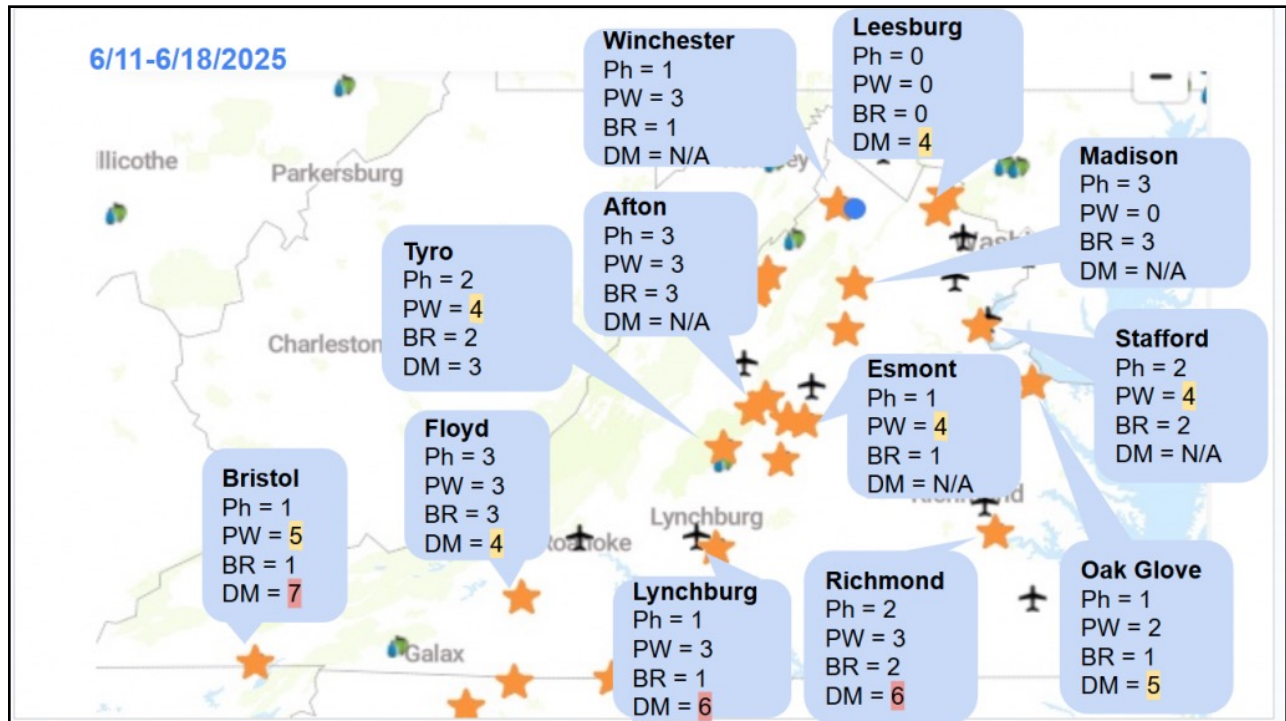 6/11-6/18/2025
Winchester
Ph = 1
PW = 3
BR = 1
DM = N/A
Leesburg
Ph = 0
PW = 0
BR = 0
DM = 4
Madison
Ph = 3
PW = 0
BR = 3
DM = N/A
Afton
Ph = 3
PW = 3
BR = 3
DM = N/A
Tyro
Ph = 2
PW = 4
BR = 2
DM = 3
Stafford
Ph = 2
PW = 4
BR = 2
DM = N/A
Esmont
Ph = 1
PW = 4
BR = 1
DM = N/A
Floyd
Ph = 3
PW = 3
BR = 3
DM = 4
Bristol
Ph = 1
PW = 5
BR = 1
DM = 7
Lynchburg
Ph = 1
PW = 3
BR = 1
DM = 6
Richmond
Ph = 2
PW = 3
BR = 2
DM = 6
Oak Glove
Ph = 1
PW = 2
BR = 1
DM = 5
illicothe
Parkersburg
Charleston
Washi
Lynchburg
Roanoke
Galax